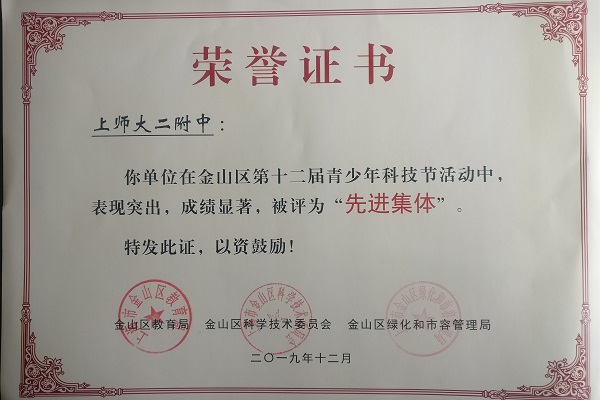 荣誉证书
上师大二附中：
你单位在金山区第十二届青少年科技节活动中，
表现突出，成绩显著，被评为“先进集体”。
特发此证，以资鼓励！
金山区教育局 金山区科学技术委员会 金山区绿化和市容管理局
二〇一九年十二月